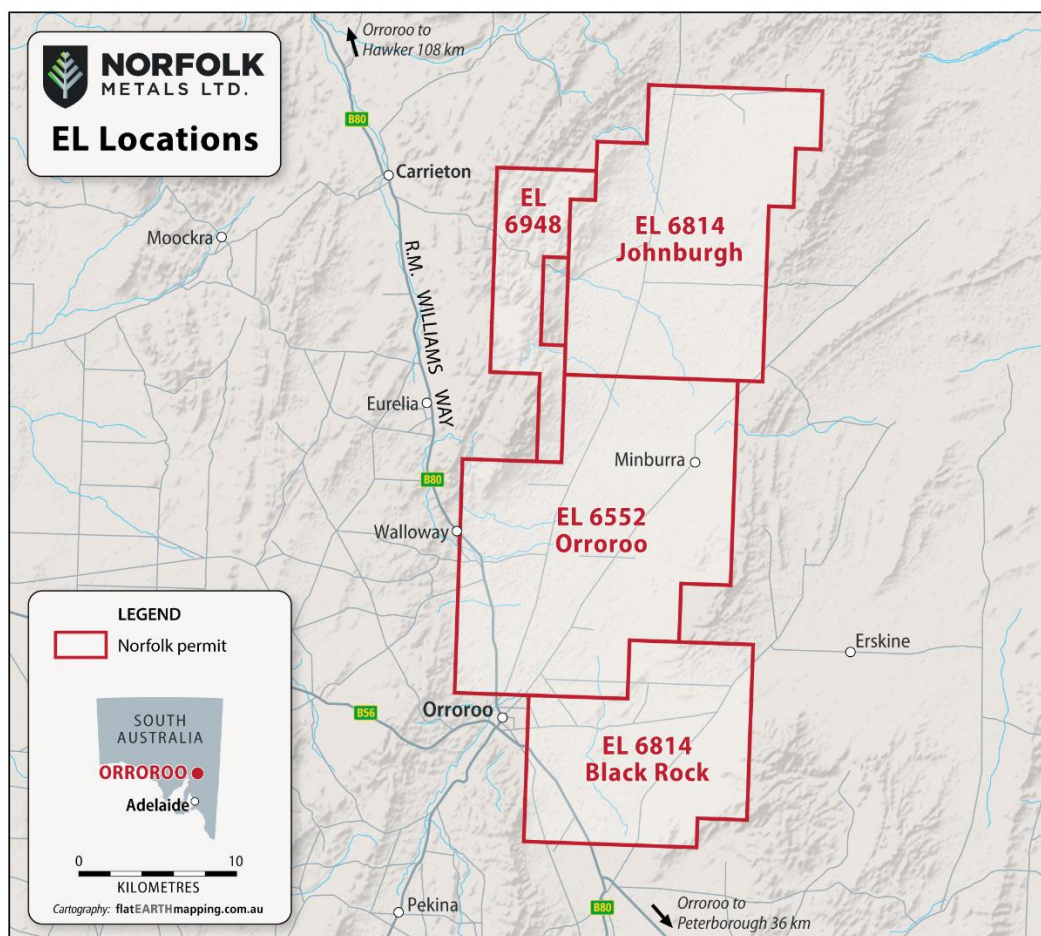 NORFOLK
METALS LTD.
EL Locations
Orroroo to
Hawker 108 km
B80
Carrieton
Moockra
EL
6948
EL 6814
Johnburgh
R.M. WILLIAMS WAY
Eurelia
Minburra
B80
Walloway
EL 6552
Orroroo
Erskine
LEGEND
Norfolk permit
SOUTH
AUSTRALIA
ORROROO
Adelaide
0 10
KILOMETRES
Cartography: flatEARTHmapping.com.au
B56
Orroroo
EL 6814
Black Rock
Pekina
B80
Orroroo to
Peterborough 36 km